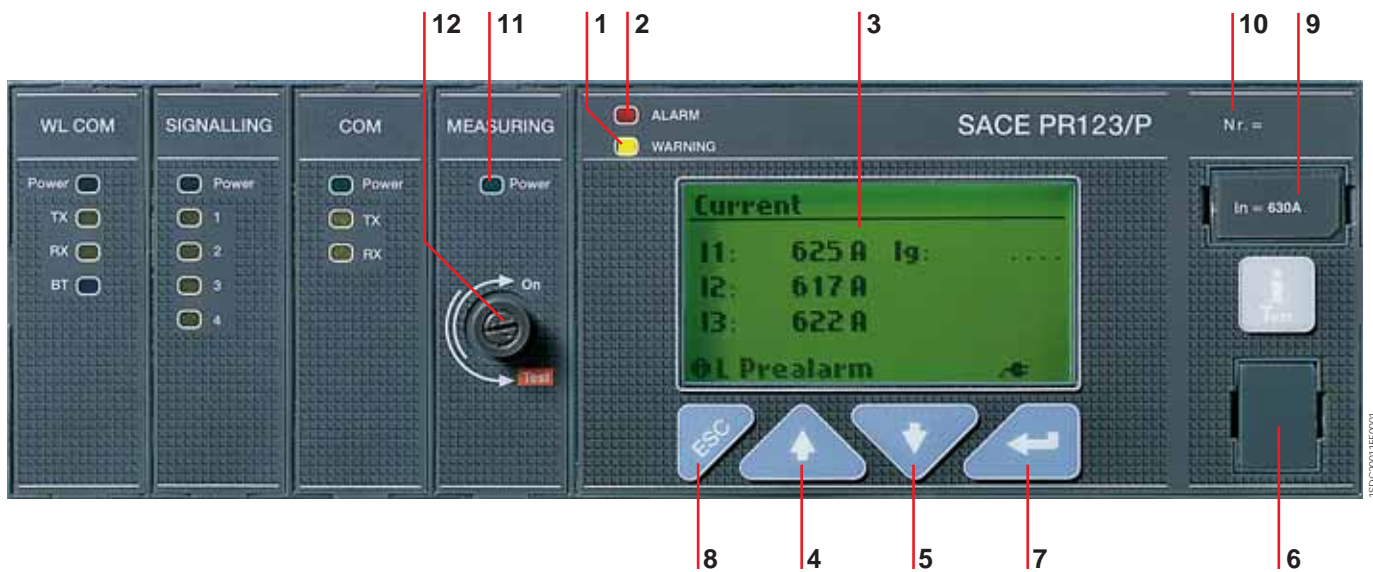 12 11 1 2 3 10 9
WL COM
Power
TX
RX
BT
SIGNALLING
Power
1
2
3
4
COM
Power
TX
RX
MEASURING
Power
On
Test
ALARM
WARNING
SACE PR123/P
Current
I1: 625 A Ig: ....
I2: 617 A
I3: 622 A
L Prealarm
ESC
Nr. =
In = 630A
Test
8 4 5 7 6